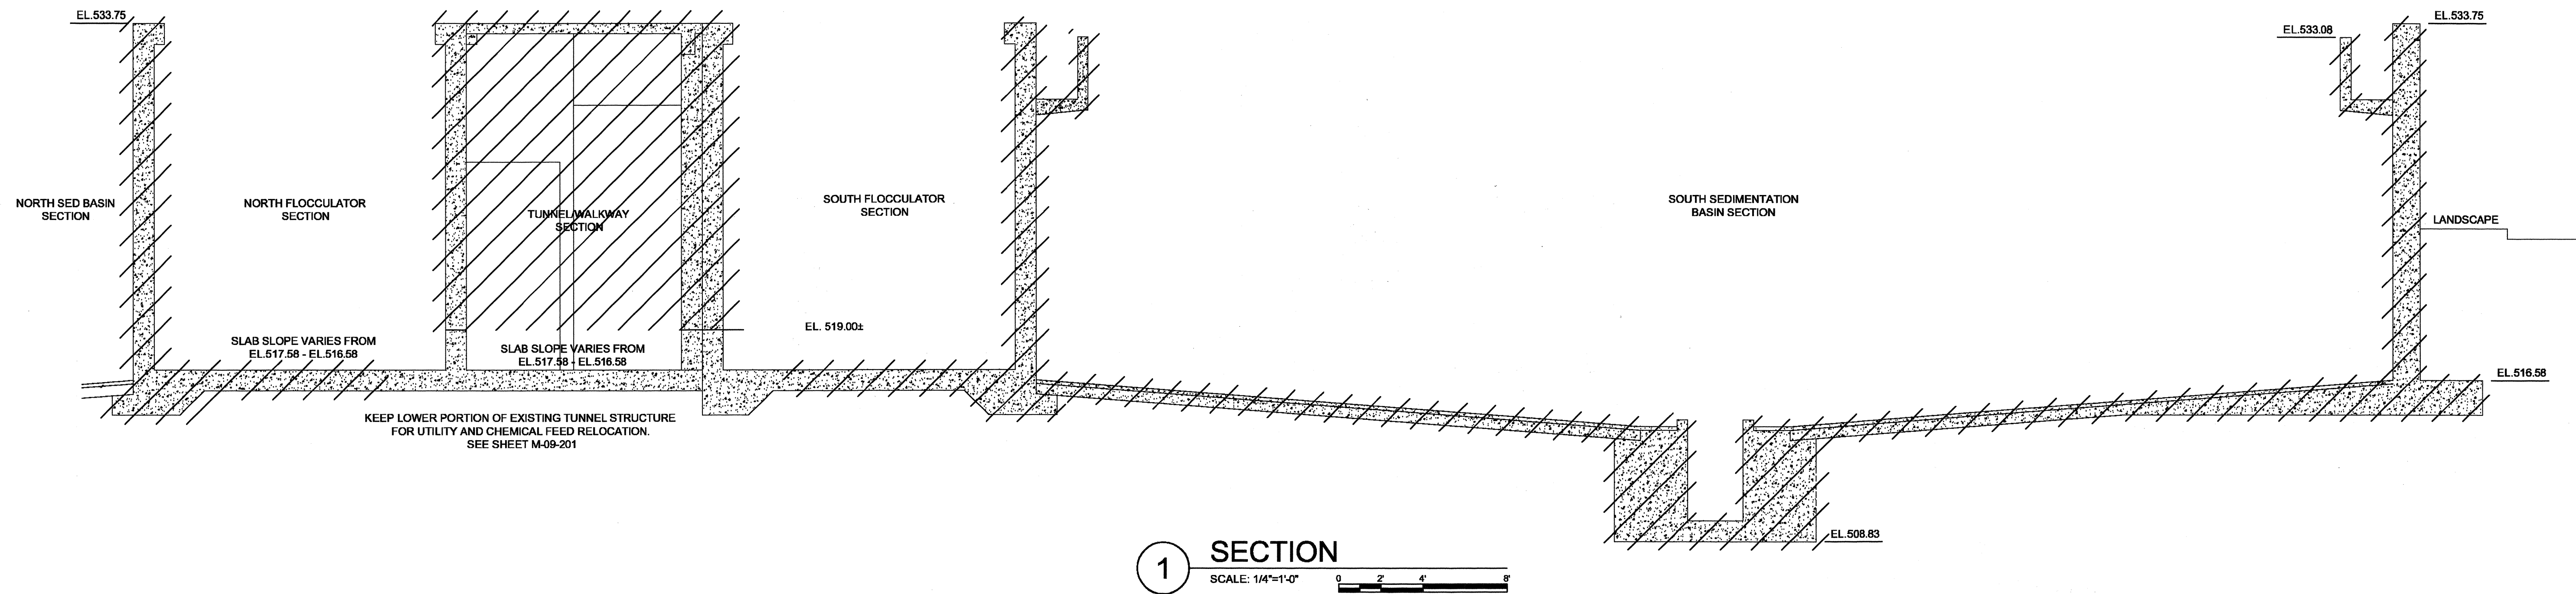 EL.533.75
EL.533.75
EL.533.08
NORTH SED BASIN
SECTION
NORTH FLOCCULATOR
SECTION
TUNNEL/WALKWAY
SECTION
SOUTH FLOCCULATOR
SECTION
SOUTH SEDIMENTATION
BASIN SECTION
LANDSCAPE
EL. 519.00±
SLAB SLOPE VARIES FROM
EL.517.58 - EL.516.58
SLAB SLOPE VARIES FROM
EL.517.58 - EL.516.58
EL.516.58
KEEP LOWER PORTION OF EXISTING TUNNEL STRUCTURE
FOR UTILITY AND CHEMICAL FEED RELOCATION.
SEE SHEET M-09-201
EL.508.83
1
SECTION
SCALE: 1/4"=1'-0"
0 2' 4' 8'